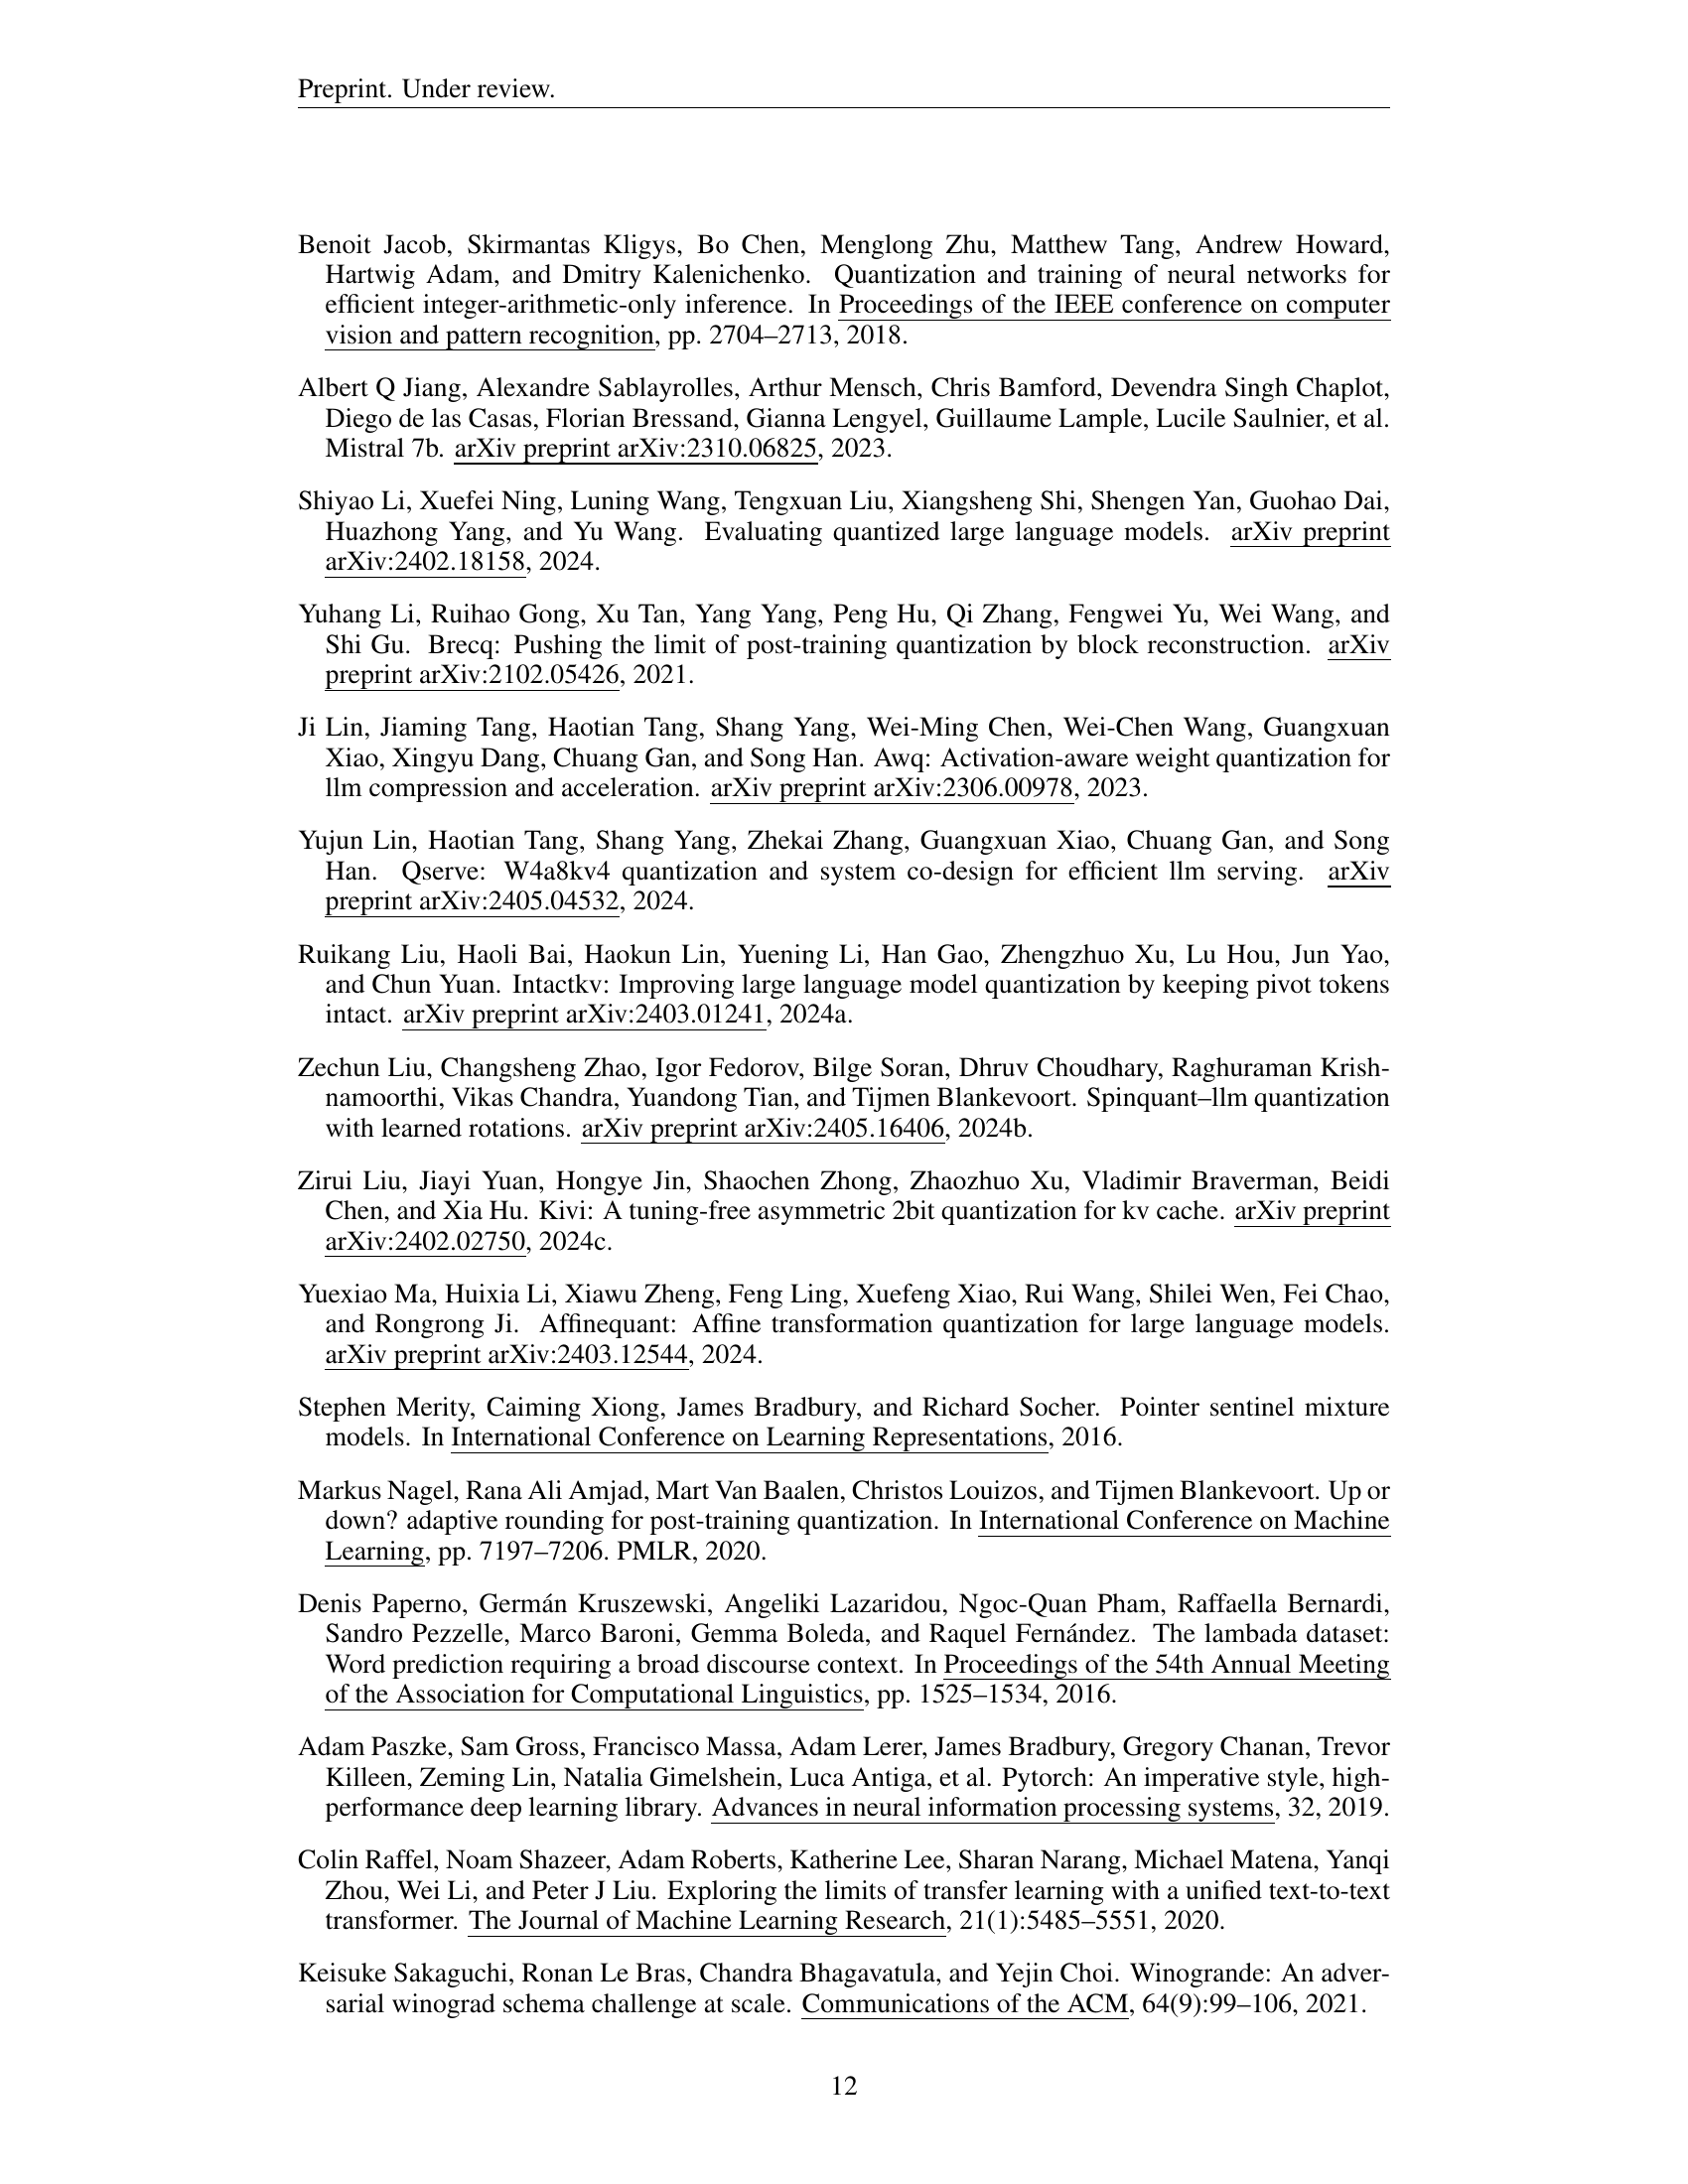 Preprint. Under review.
Benoit Jacob, Skirmantas Kligys, Bo Chen, Menglong Zhu, Matthew Tang, Andrew Howard,
Hartwig Adam, and Dmitry Kalenichenko. Quantization and training of neural networks for
efficient integer-arithmetic-only inference. In Proceedings of the IEEE conference on computer
vision and pattern recognition, pp. 2704–2713, 2018.
Albert Q Jiang, Alexandre Sablayrolles, Arthur Mensch, Chris Bamford, Devendra Singh Chaplot,
Diego de las Casas, Florian Bressand, Gianna Lengyel, Guillaume Lample, Lucile Saulnier, et al.
Mistral 7b. arXiv preprint arXiv:2310.06825, 2023.
Shiyao Li, Xuefei Ning, Luning Wang, Tengxuan Liu, Xiangsheng Shi, Shengen Yan, Guohao Dai,
Huazhong Yang, and Yu Wang. Evaluating quantized large language models. arXiv preprint
arXiv:2402.18158, 2024.
Yuhang Li, Ruihao Gong, Xu Tan, Yang Yang, Peng Hu, Qi Zhang, Fengwei Yu, Wei Wang, and
Shi Gu. Brecq: Pushing the limit of post-training quantization by block reconstruction. arXiv
preprint arXiv:2102.05426, 2021.
Ji Lin, Jiaming Tang, Haotian Tang, Shang Yang, Wei-Ming Chen, Wei-Chen Wang, Guangxuan
Xiao, Xingyu Dang, Chuang Gan, and Song Han. Awq: Activation-aware weight quantization for
llm compression and acceleration. arXiv preprint arXiv:2306.00978, 2023.
Yujun Lin, Haotian Tang, Shang Yang, Zhekai Zhang, Guangxuan Xiao, Chuang Gan, and Song
Han. Qserve: W4a8kv4 quantization and system co-design for efficient llm serving. arXiv
preprint arXiv:2405.04532, 2024.
Ruikang Liu, Haoli Bai, Haokun Lin, Yuening Li, Han Gao, Zhengzhuo Xu, Lu Hou, Jun Yao,
and Chun Yuan. Intactkv: Improving large language model quantization by keeping pivot tokens
intact. arXiv preprint arXiv:2403.01241, 2024a.
Zechun Liu, Changsheng Zhao, Igor Fedorov, Bilge Soran, Dhruv Choudhary, Raghuraman Krish-
namoorthi, Vikas Chandra, Yuandong Tian, and Tijmen Blankevoort. Spinquant–llm quantization
with learned rotations. arXiv preprint arXiv:2405.16406, 2024b.
Zirui Liu, Jiayi Yuan, Hongye Jin, Shaochen Zhong, Zhaozhuo Xu, Vladimir Braverman, Beidi
Chen, and Xia Hu. Kivi: A tuning-free asymmetric 2bit quantization for kv cache. arXiv preprint
arXiv:2402.02750, 2024c.
Yuexiao Ma, Huixia Li, Xiawu Zheng, Feng Ling, Xuefeng Xiao, Rui Wang, Shilei Wen, Fei Chao,
and Rongrong Ji. Affinequant: Affine transformation quantization for large language models.
arXiv preprint arXiv:2403.12544, 2024.
Stephen Merity, Caiming Xiong, James Bradbury, and Richard Socher. Pointer sentinel mixture
models. In International Conference on Learning Representations, 2016.
Markus Nagel, Rana Ali Amjad, Mart Van Baalen, Christos Louizos, and Tijmen Blankevoort. Up or
down? adaptive rounding for post-training quantization. In International Conference on Machine
Learning, pp. 7197–7206. PMLR, 2020.
Denis Paperno, Germán Kruszewski, Angeliki Lazaridou, Ngoc-Quan Pham, Raffaella Bernardi,
Sandro Pezzelle, Marco Baroni, Gemma Boleda, and Raquel Fernández. The lambada dataset:
Word prediction requiring a broad discourse context. In Proceedings of the 54th Annual Meeting
of the Association for Computational Linguistics, pp. 1525–1534, 2016.
Adam Paszke, Sam Gross, Francisco Massa, Adam Lerer, James Bradbury, Gregory Chanan, Trevor
Killeen, Zeming Lin, Natalia Gimelshein, Luca Antiga, et al. Pytorch: An imperative style, high-
performance deep learning library. Advances in neural information processing systems, 32, 2019.
Colin Raffel, Noam Shazeer, Adam Roberts, Katherine Lee, Sharan Narang, Michael Matena, Yanqi
Zhou, Wei Li, and Peter J Liu. Exploring the limits of transfer learning with a unified text-to-text
transformer. The Journal of Machine Learning Research, 21(1):5485–5551, 2020.
Keisuke Sakaguchi, Ronan Le Bras, Chandra Bhagavatula, and Yejin Choi. Winogrande: An adver-
sarial winograd schema challenge at scale. Communications of the ACM, 64(9):99–106, 2021.
12